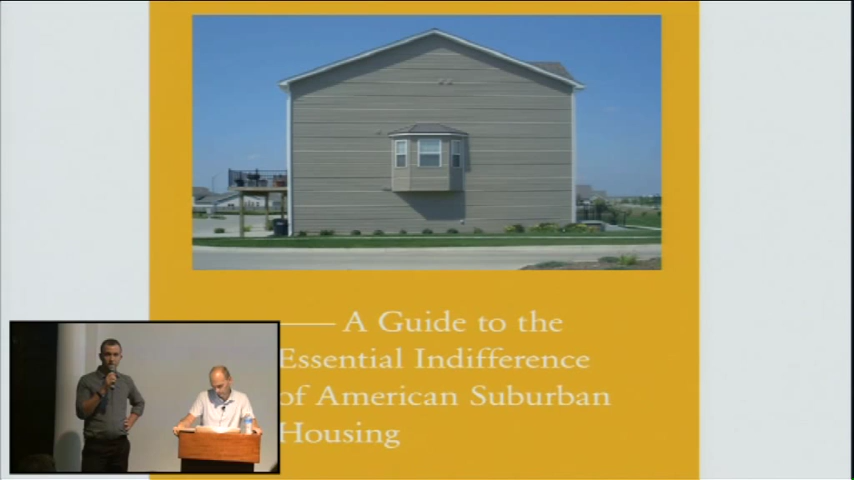 — A Guide to the
Essential Indifference
of American Suburban
Housing